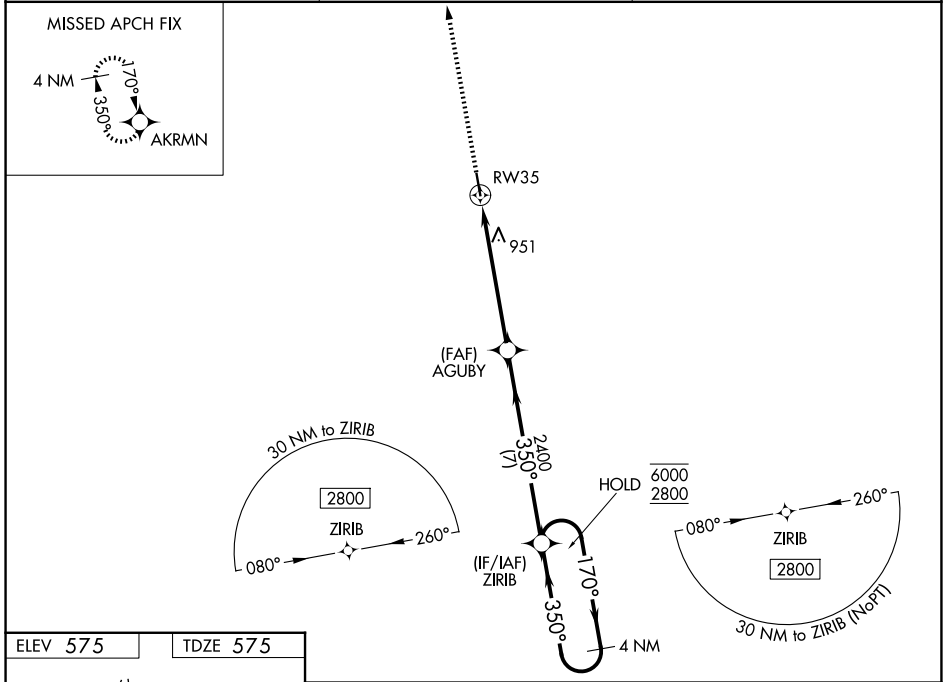 MISSED APCH FIX
4 NM
170°
350°
AKRMN
RW35
951
(FAF)
AGUBY
2400
350°
(7)
30 NM to ZIRIB
2800
ZIRIB
080°
260°
HOLD
6000
2800
(IF/IAF)
ZIRIB
170°
350°
4 NM
260°
080°
ZIRIB
2800
30 NM to ZIRIB (NoPT)
ELEV 575
TDZE 575